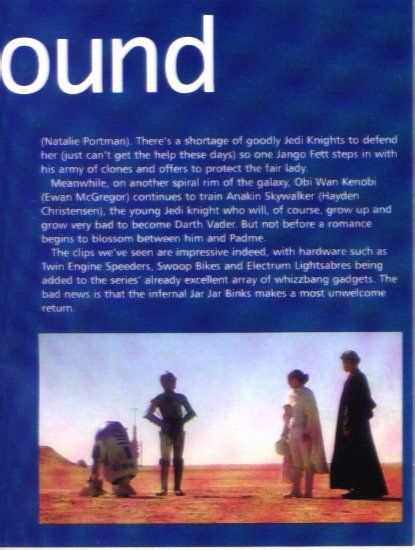 ound
(Natalie Portman). There's a shortage of goodly Jedi Knights to defend
her (just can't get the help these days) so one Jango Fett steps in with
his army of clones and offers to protect the fair lady.
Meanwhile, on another spiral rim of the galaxy, Obi Wan Kenobi
(Ewan McGregor) continues to train Anakin Skywalker (Hayden
Christensen), the young Jedi knight who will, of course, grow up and
grow very bad to become Darth Vader. But not before a romance
begins to blossom between him and Padme.
The clips we've seen are impressive indeed, with hardware such as
Twin Engine Speeders, Swoop Bikes and Electrum Lightsabres being
added to the series' already excellent array of whizzbang gadgets. The
bad news is that the infernal Jar Jar Binks makes a most unwelcome
return.